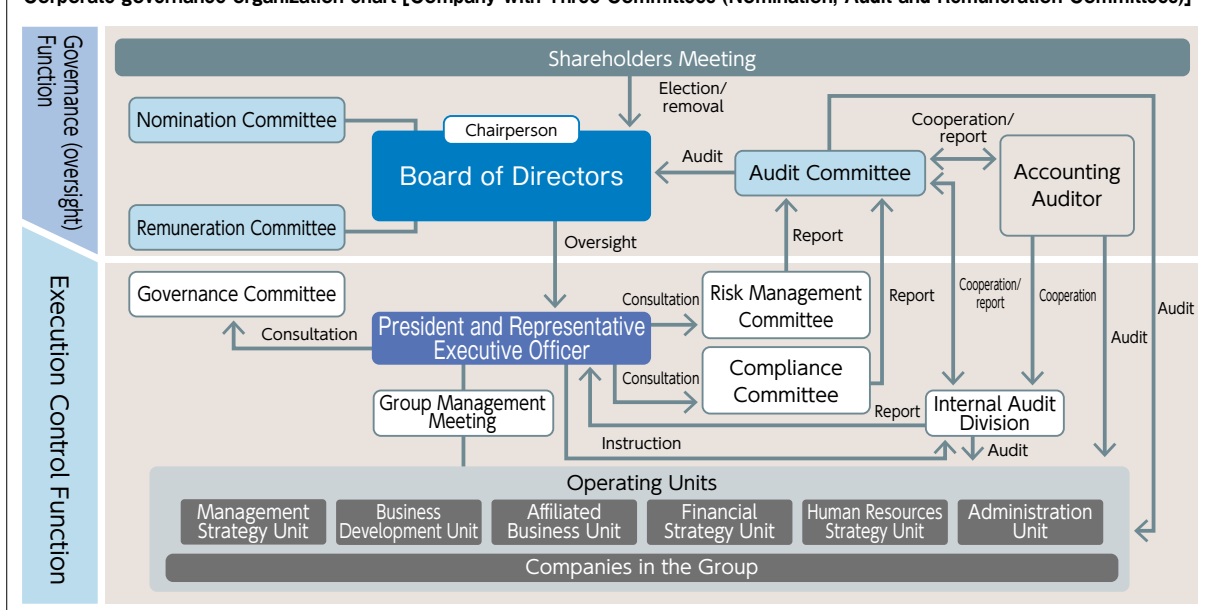 Corporate governance organization chart [Company with Three Committees (Nomination, Audit and Remuneration Committees)]
Governance (oversight)
Function
Shareholders Meeting
Election/
removal
Nomination Committee
Chairperson
Board of Directors
Audit
Audit Committee
Cooperation/
report
Accounting
Auditor
Remuneration Committee
Oversight
Report
Execution Control Function
Governance Committee
Consultation
President and Representative
Executive Officer
Consultation
Risk Management
Committee
Report
Cooperation/
report
Cooperation
Audit
Audit
Consultation
Compliance
Committee
Group Management
Meeting
Report
Internal Audit
Division
Instruction
Audit
Operating Units
Management
Strategy Unit
Business
Development Unit
Affiliated
Business Unit
Financial
Strategy Unit
Human Resources
Strategy Unit
Administration
Unit
Companies in the Group